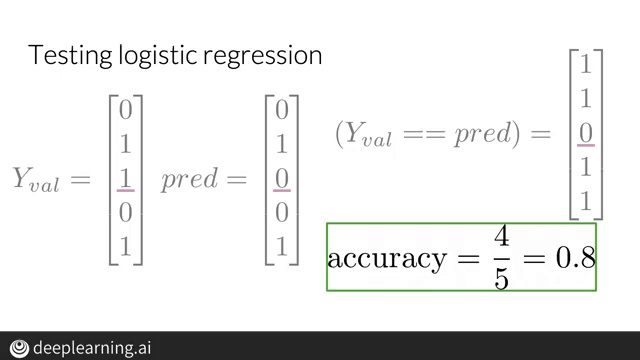 Testing logistic regression
Y_{val} = \begin{bmatrix} 0 \\ 1 \\ 1 \\ 0 \\ 1 \end{bmatrix} pred = \begin{bmatrix} 0 \\ 1 \\ 0 \\ 0 \\ 1 \end{bmatrix} (Y_{val} == pred) = \begin{bmatrix} 1 \\ 1 \\ 0 \\ 1 \\ 1 \end{bmatrix}
accuracy = \frac{4}{5} = 0.8
deeplearning.ai